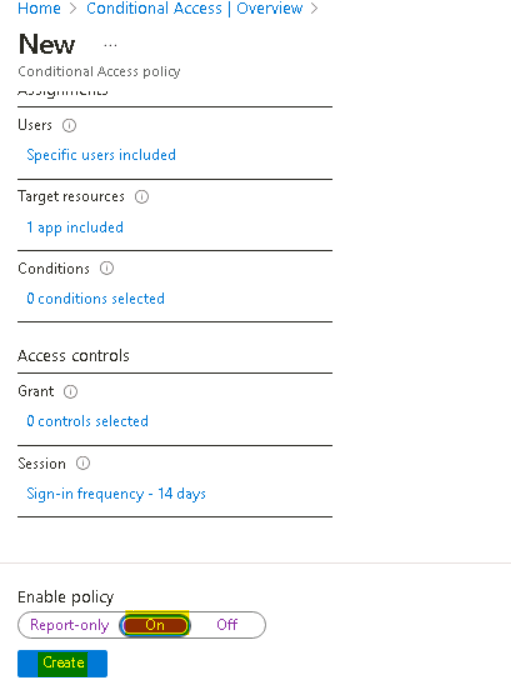 Home > Conditional Access | Overview >
New ...
Conditional Access policy
Assignments
Users
Specific users included
Target resources
1 app included
Conditions
0 conditions selected
Access controls
Grant
0 controls selected
Session
Sign-in frequency - 14 days
Enable policy
Report-only On Off
Create